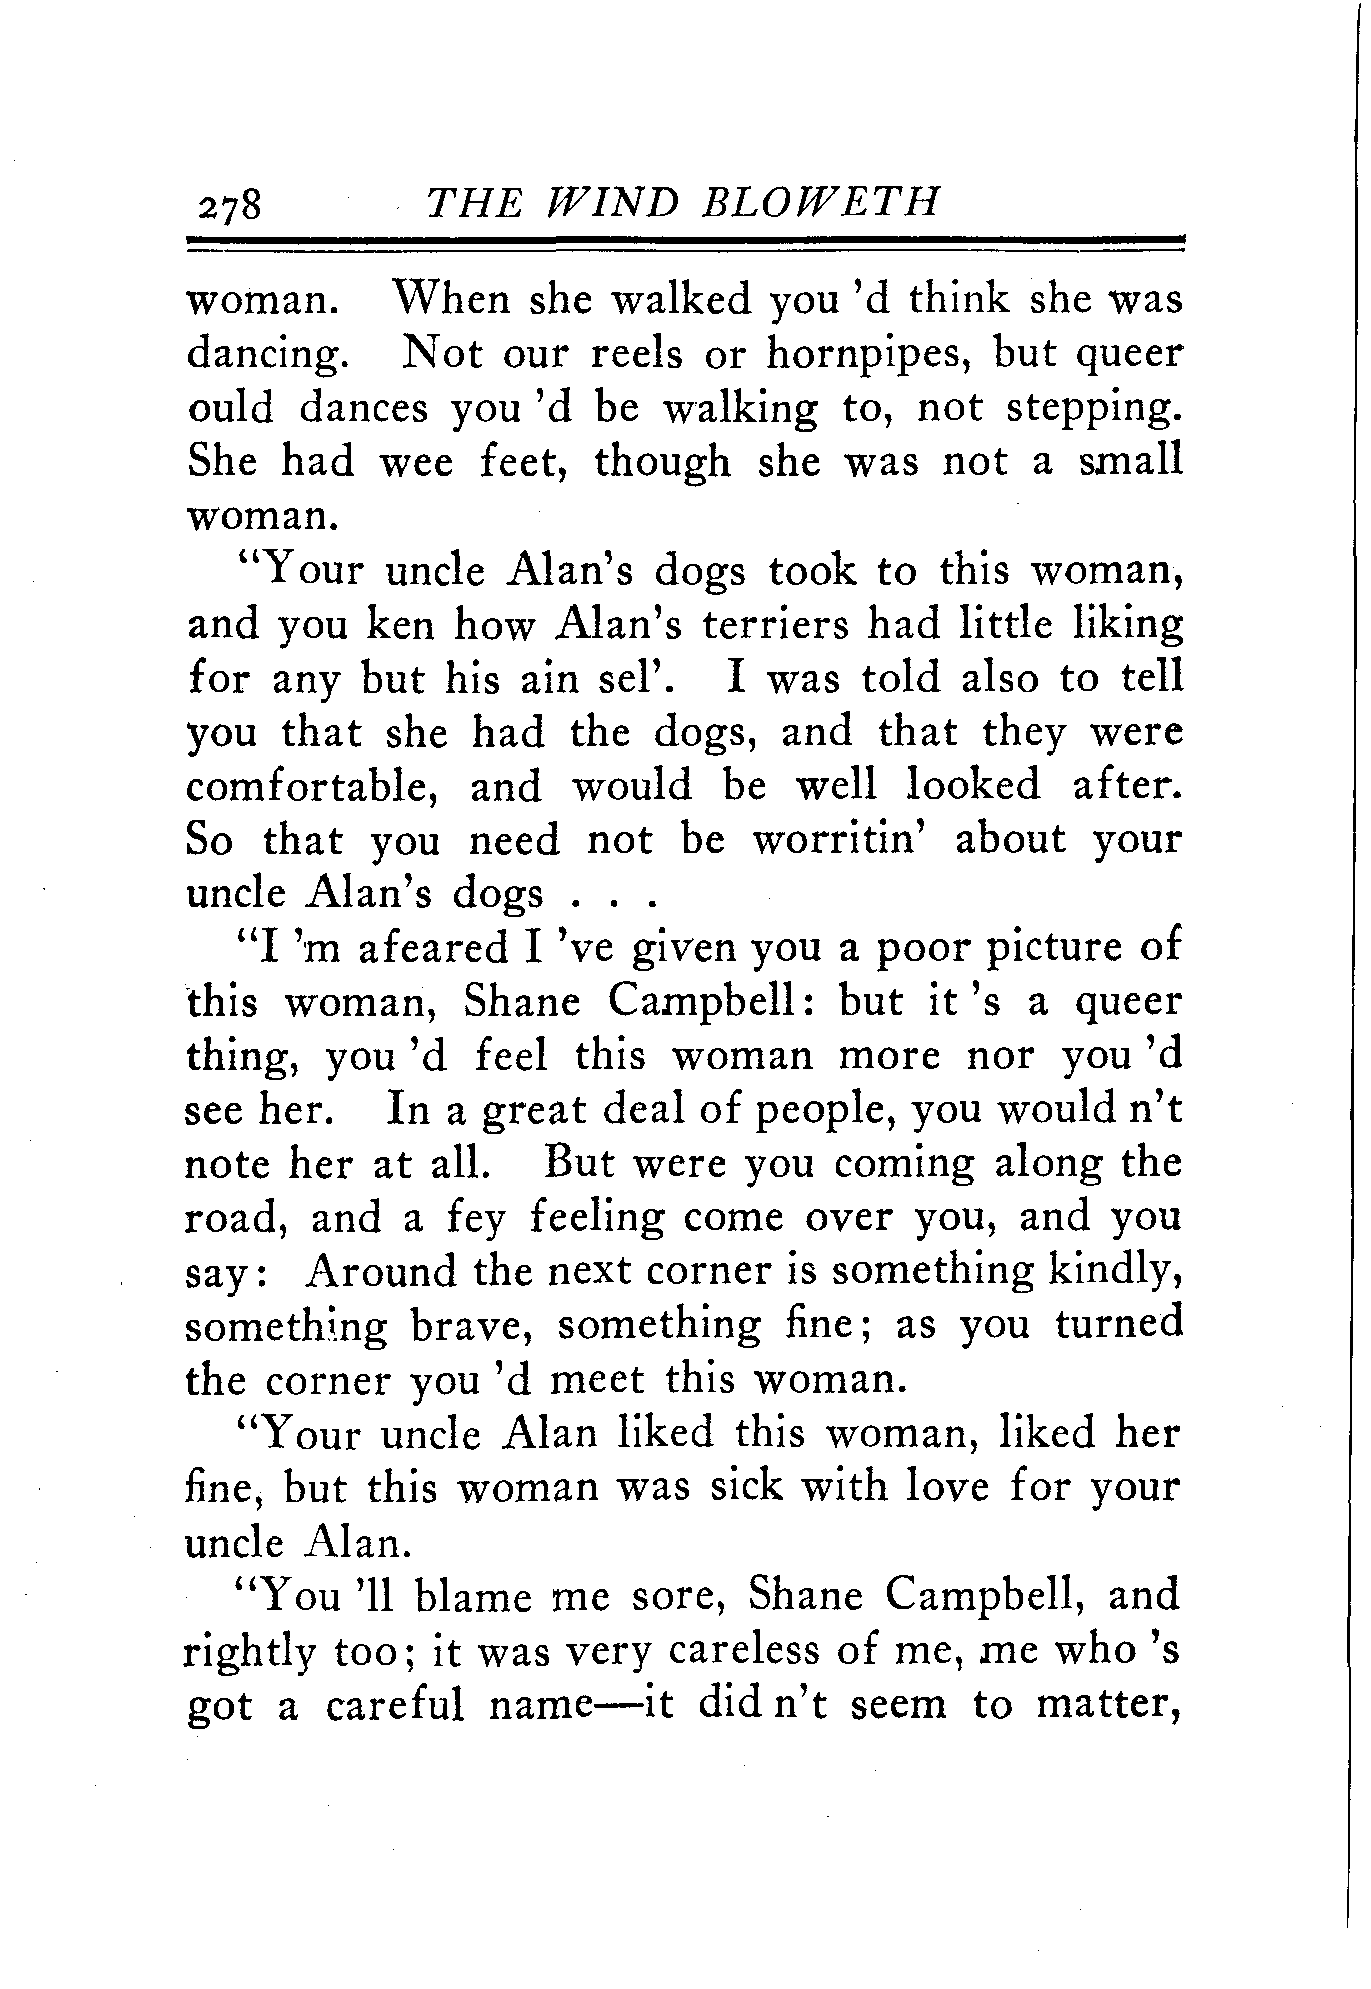 278 THE WIND BLOWETH
woman. When she walked you 'd think she was
dancing. Not our reels or hornpipes, but queer
ould dances you 'd be walking to, not stepping.
She had wee feet, though she was not a small
woman.
"Your uncle Alan's dogs took to this woman,
and you ken how Alan's terriers had little liking
for any but his ain sel'. I was told also to tell
you that she had the dogs, and that they were
comfortable, and would be well looked after.
So that you need not be worritin' about your
uncle Alan's dogs . . .
"I 'm afeared I 've given you a poor picture of
this woman, Shane Campbell: but it 's a queer
thing, you 'd feel this woman more nor you 'd
see her. In a great deal of people, you would n't
note her at all. But were you coming along the
road, and a fey feeling come over you, and you
say: Around the next corner is something kindly,
something brave, something fine; as you turned
the corner you 'd meet this woman.
"Your uncle Alan liked this woman, liked her
fine, but this woman was sick with love for your
uncle Alan.
"You 'll blame me sore, Shane Campbell, and
rightly too; it was very careless of me, me who 's
got a careful name—it did n't seem to matter,